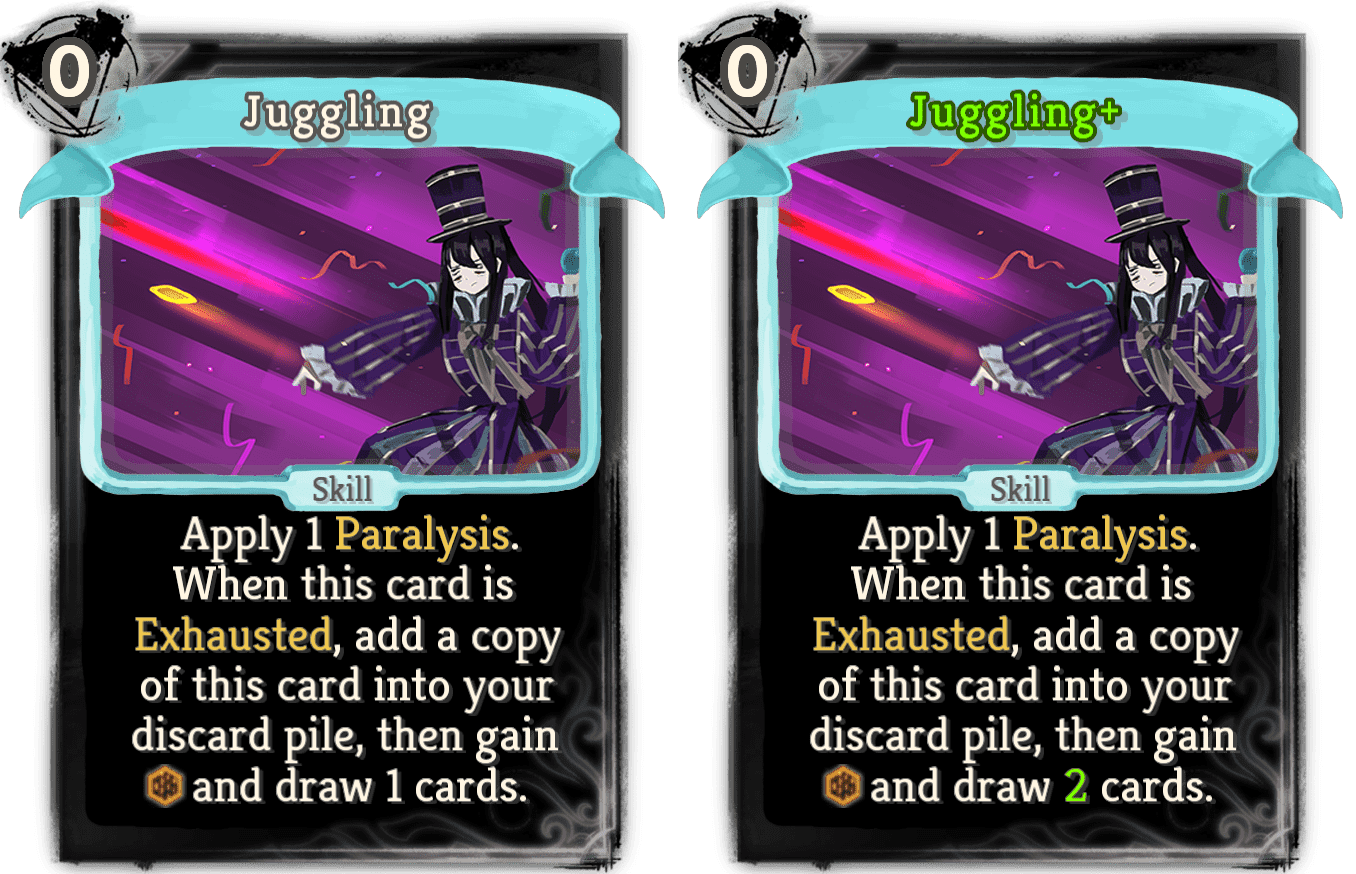 0
Juggling
Skill
Apply 1 Paralysis.
When this card is
Exhausted, add a copy
of this card into your
discard pile, then gain
and draw 1 cards.
0
Juggling+
Skill
Apply 1 Paralysis.
When this card is
Exhausted, add a copy
of this card into your
discard pile, then gain
and draw 2 cards.